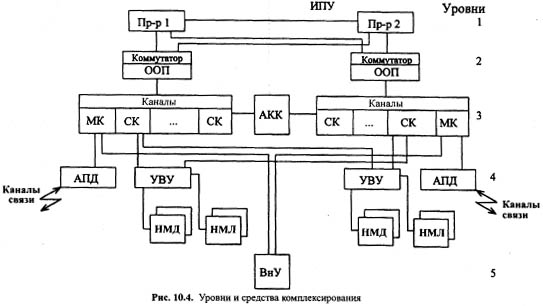 ИПУ Уровни
Пр-р 1 Пр-р 2 1
Коммутатор Коммутатор 2
ООП ООП
Каналы Каналы
МК СК ... СК АКК СК ... СК МК 3
АПД УВУ УВУ АПД 4
Каналы связи Каналы связи
НМД НМЛ НМД НМЛ
ВнУ 5
Рис. 10.4. Уровни и средства комплексирования